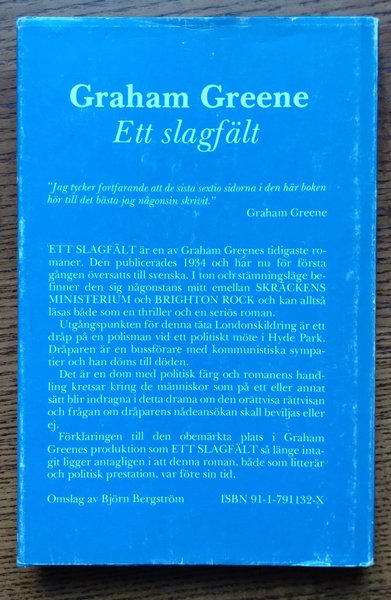 Graham Greene
Ett slagfält
"Jag tycker fortfarande att de sista sextio sidorna i den här boken
hör till det bästa jag någonsin skrivit."
Graham Greene
ETT SLAGFÄLT är en av Graham Greenes tidigaste ro-
maner. Den publicerades 1934 och har nu för första
gången översatts till svenska. I ton och stämningsläge be-
finner den sig någonstans mitt emellan SKRÄCKENS
MINISTERIUM och BRIGHTON ROCK och kan alltså
läsas både som en thriller och en seriös roman.
Utgångspunkten för denna täta Londonskildring är ett
dråp på en polisman vid ett politiskt möte i Hyde Park.
Dråparen är en bussförare med kommunistiska sympa-
tier och han döms till döden.
Det är en dom med politisk färg och romanens hand-
ling kretsar kring de människor som på ett eller annat
sätt blir indragna i detta drama om den orättvisa rättvisan
och frågan om dråparens nådeansökan skall beviljas eller
ej.
Förklaringen till den obemärkta plats i Graham
Greenes produktion som ETT SLAGFÄLT så länge inta-
git ligger antagligen i att denna roman, både som litterär
och politisk prestation, var före sin tid.
Omslag av Björn Bergström ISBN 91-1-791132-X